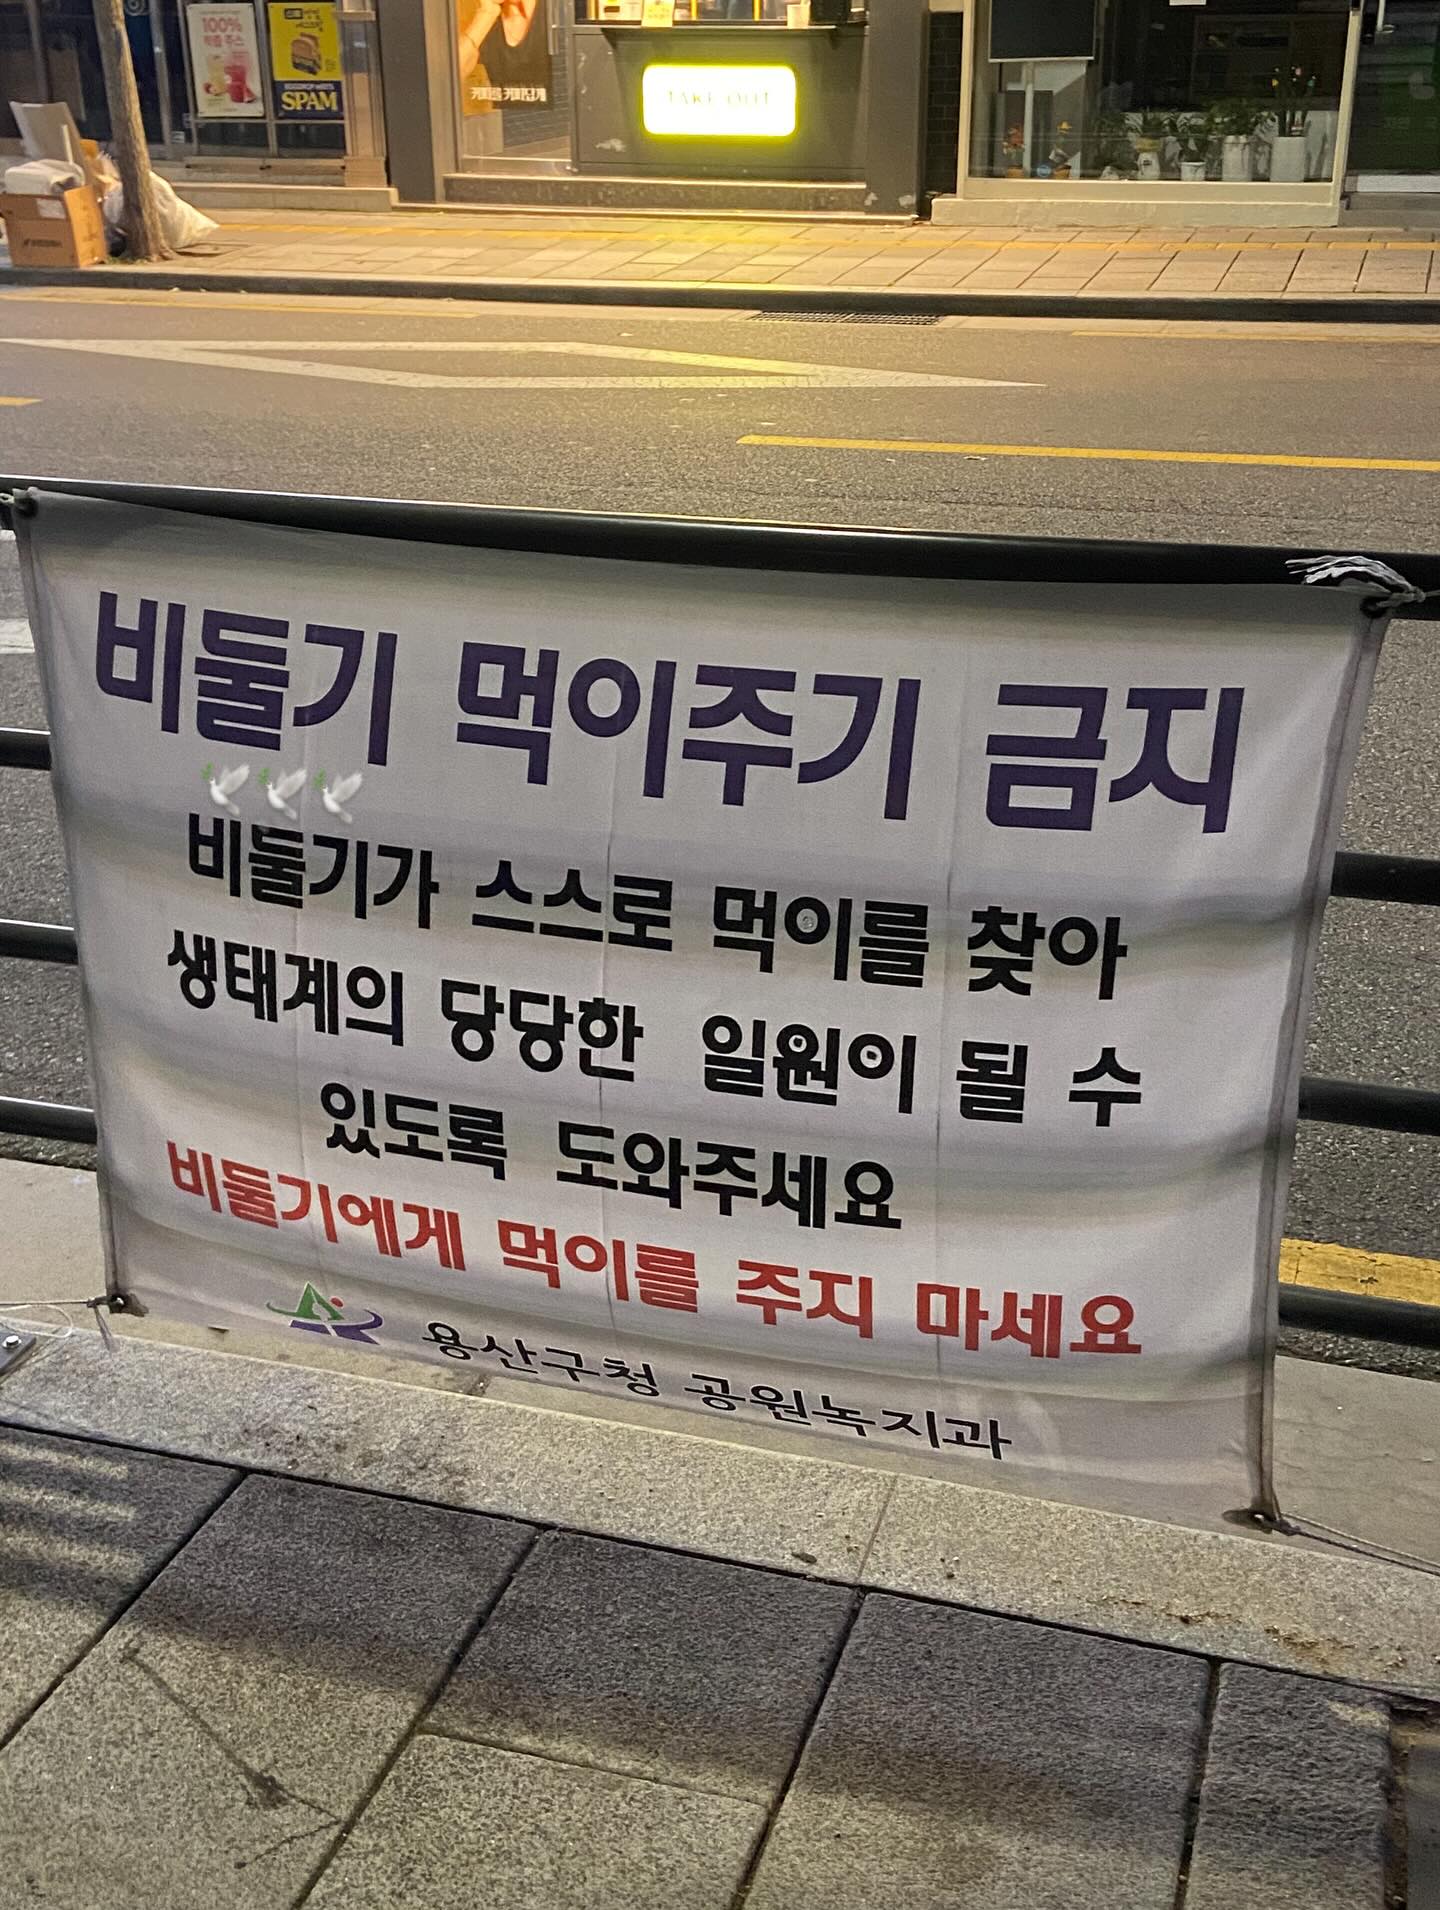 100%
SPAM
TAKE OUT
비둘기 먹이주기 금지
비둘기가 스스로 먹이를 찾아
생태계의 당당한 일원이 될 수
있도록 도와주세요
비둘기에게 먹이를 주지 마세요
용산구청 공원녹지과